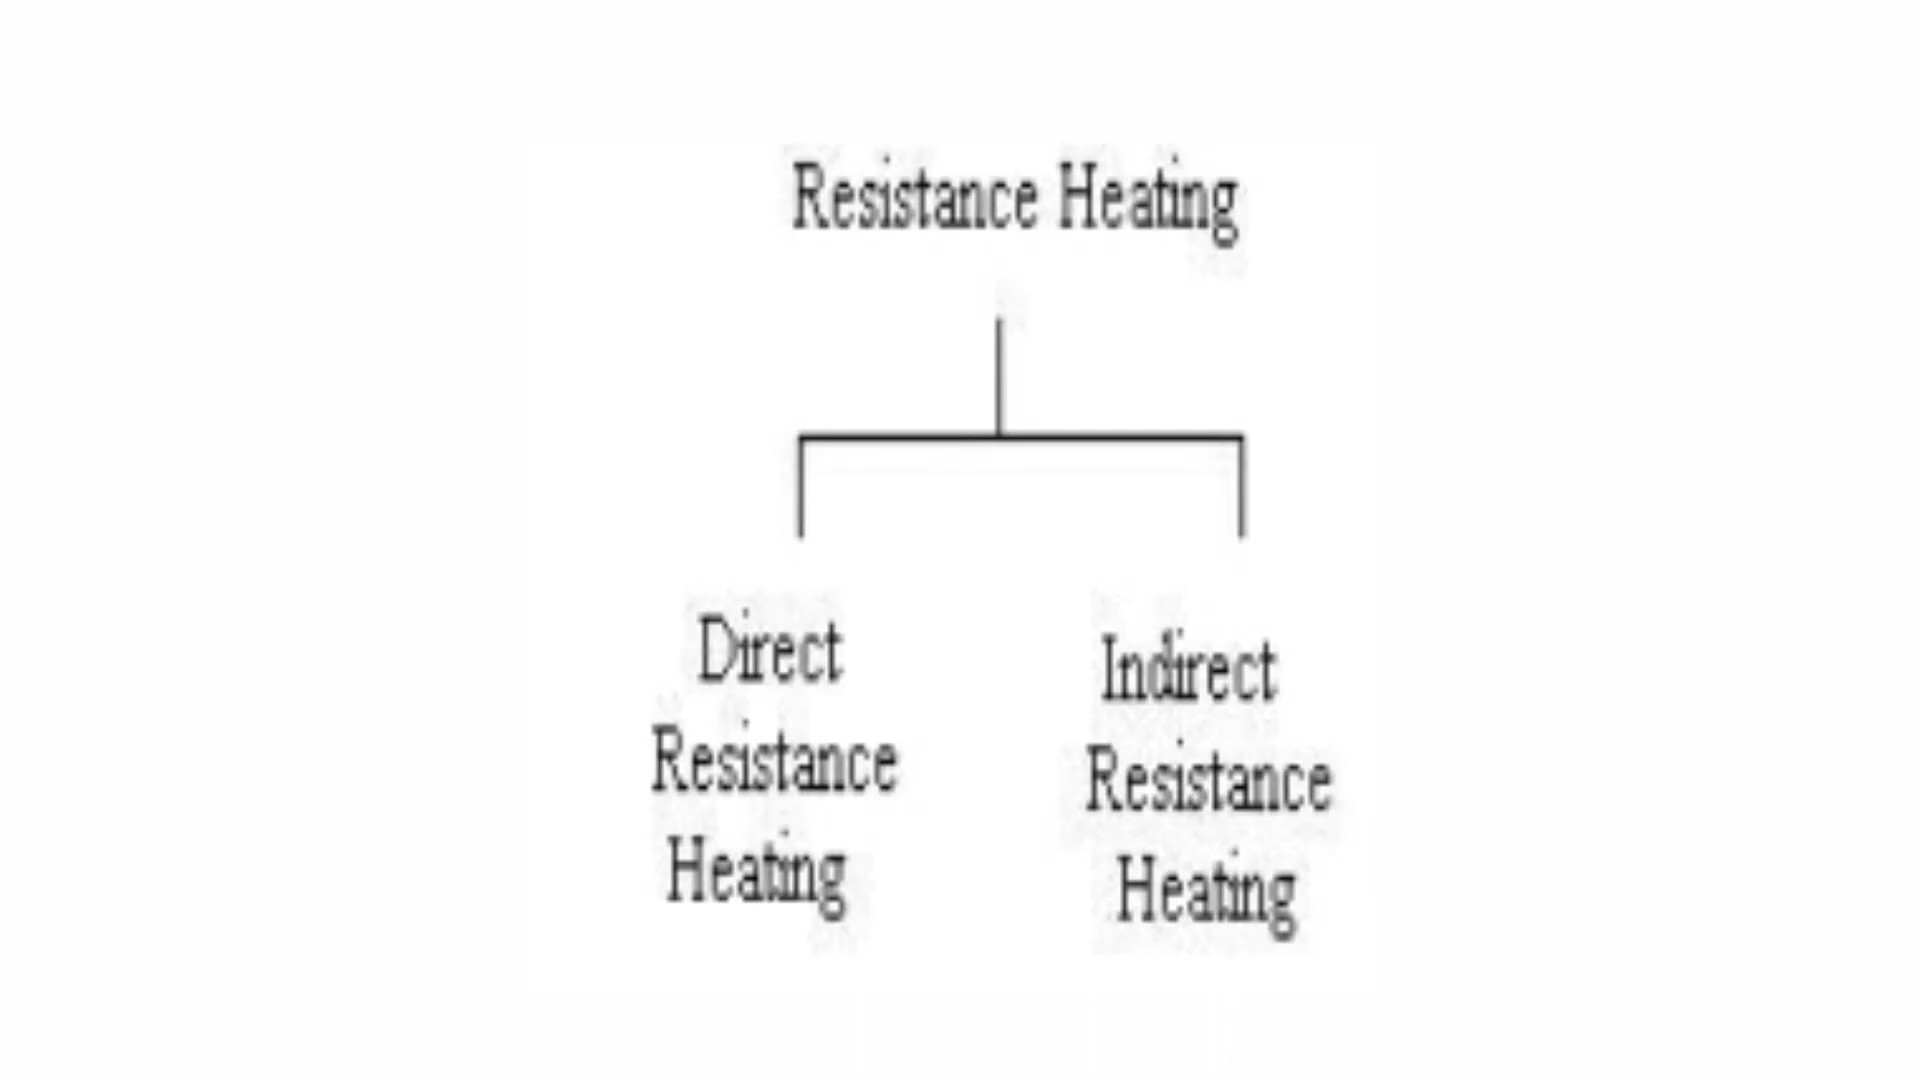 Resistance Heating
Direct
Resistance
Heating
Indirect
Resistance
Heating